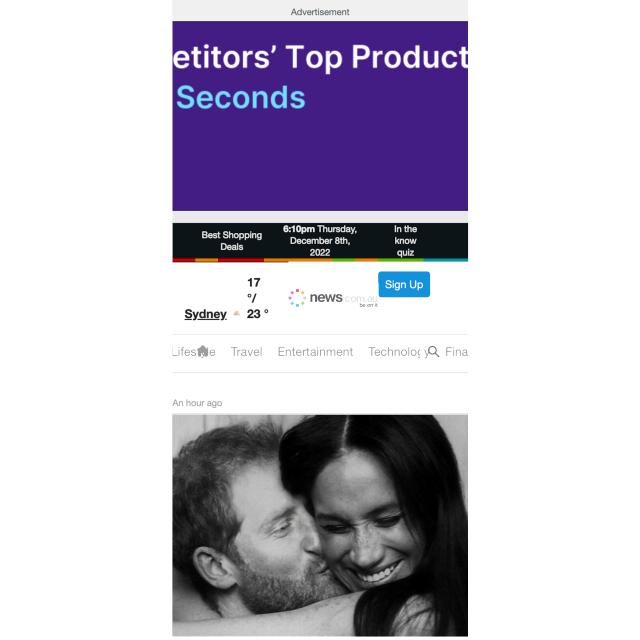 Advertisement
etitors’ Top Product
Seconds
Best Shopping
Deals
6:10pm Thursday,
December 8th,
2022
In the
know
quiz
17
°/
Sydney 23 °
news.com.au
be on it
Sign Up
Travel Entertainment Technology Fina
An hour ago